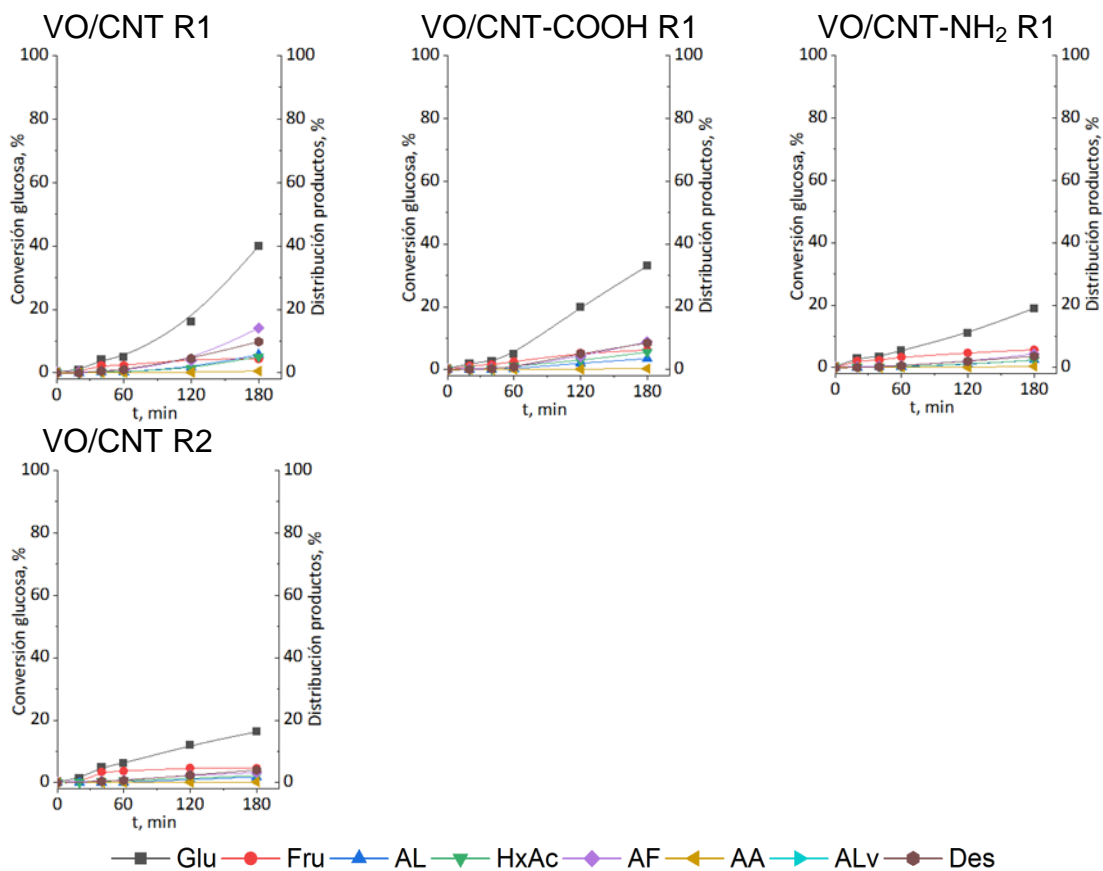 VO/CNT R1
VO/CNT-COOH R1
VO/CNT-NH₂ R1
100
80
60
40
20
0
Conversión glucosa, %
0 60 120 180
t, min
100
80
60
40
20
0
Distribución productos, %
100
80
60
40
20
0
Conversión glucosa, %
0 60 120 180
t, min
100
80
60
40
20
0
Distribución productos, %
100
80
60
40
20
0
Conversión glucosa, %
0 60 120 180
t, min
100
80
60
40
20
0
Distribución productos, %
VO/CNT R2
100
80
60
40
20
0
Conversión glucosa, %
0 60 120 180
t, min
100
80
60
40
20
0
Distribución productos, %
Glu Fru AL HxAc AF AA ALv Des